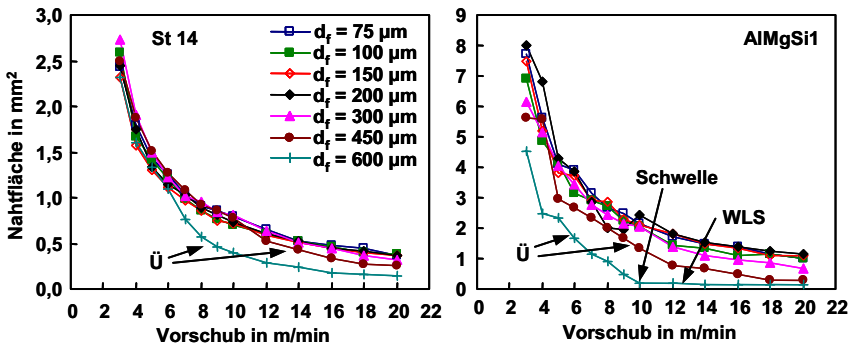 St 14
d_f = 75 µm
d_f = 100 µm
d_f = 150 µm
d_f = 200 µm
d_f = 300 µm
d_f = 450 µm
d_f = 600 µm
Nahtfläche in mm²
3,0
2,5
2,0
1,5
1,0
0,5
0,0
Ü
0 2 4 6 8 10 12 14 16 18 20 22
Vorschub in m/min
AlMgSi1
9
8
7
6
5
4
3
2
1
0
Schwelle
WLS
Ü
0 2 4 6 8 10 12 14 16 18 20 22
Vorschub in m/min